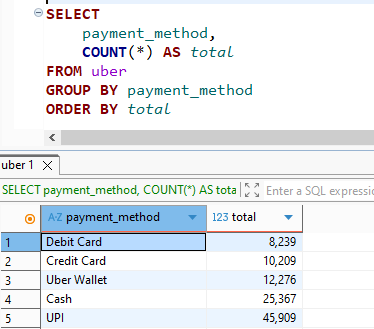 SELECT
payment_method,
COUNT(*) AS total
FROM uber
GROUP BY payment_method
ORDER BY total
uber 1
SELECT payment_method, COUNT(*) AS tota
Enter a SQL expressio
A-Z payment_method 123 total
1 Debit Card 8,239
2 Credit Card 10,209
3 Uber Wallet 12,276
4 Cash 25,367
5 UPI 45,909